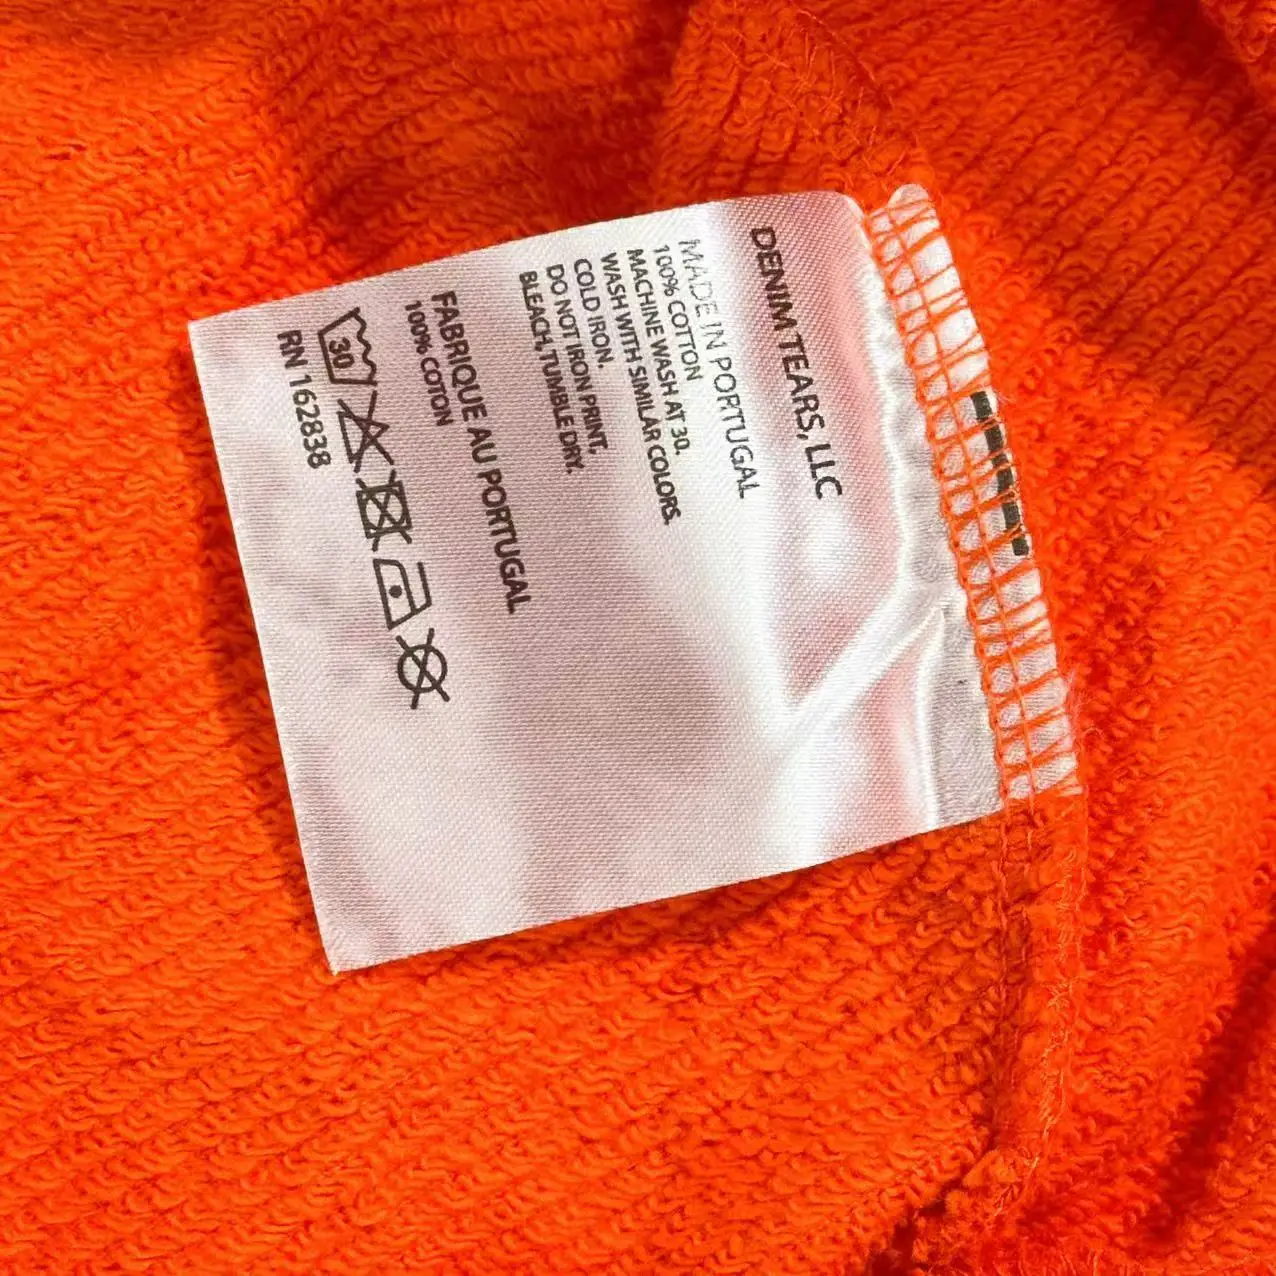 DENIM TEARS, LLC
MADE IN PORTUGAL
100% COTTON
MACHINE WASH AT 30.
WASH WITH SIMILAR COLORS.
COLD IRON.
DO NOT IRON PRINT.
BLEACH, TUMBLE DRY.
FABRIQUE AU PORTUGAL
100% COTON
30
RN 162838